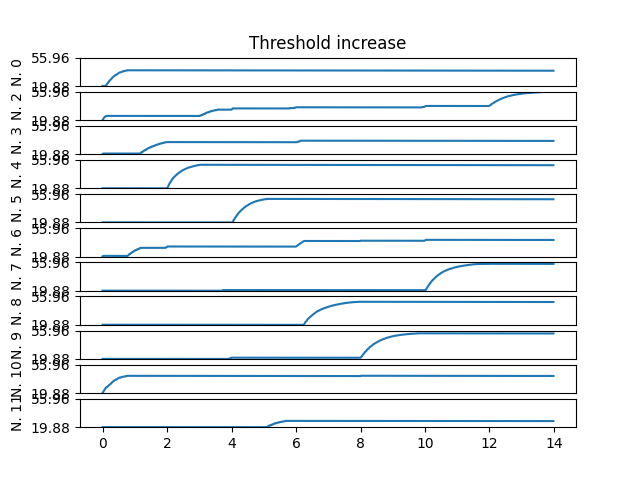 Threshold increase
55.96
19.88
N. 0
55.96
19.88
N. 2
55.96
19.88
N. 3
55.96
19.88
N. 4
55.96
19.88
N. 5
55.96
19.88
N. 6
55.96
19.88
N. 7
55.96
19.88
N. 8
55.96
19.88
N. 9
55.96
19.88
N. 10
55.96
19.88
N. 11
0 2 4 6 8 10 12 14